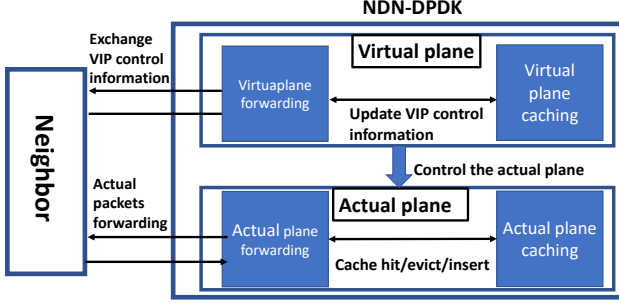 NDN-DPDK
Exchange
VIP control
information
Virtual plane
Virtuaplane
forwarding
Update VIP control
information
Virtual
plane
caching
Neighbor
Control the actual plane
Actual
packets
forwarding
Actual plane
Actual plane
forwarding
Cache hit/evict/insert
Actual plane
caching